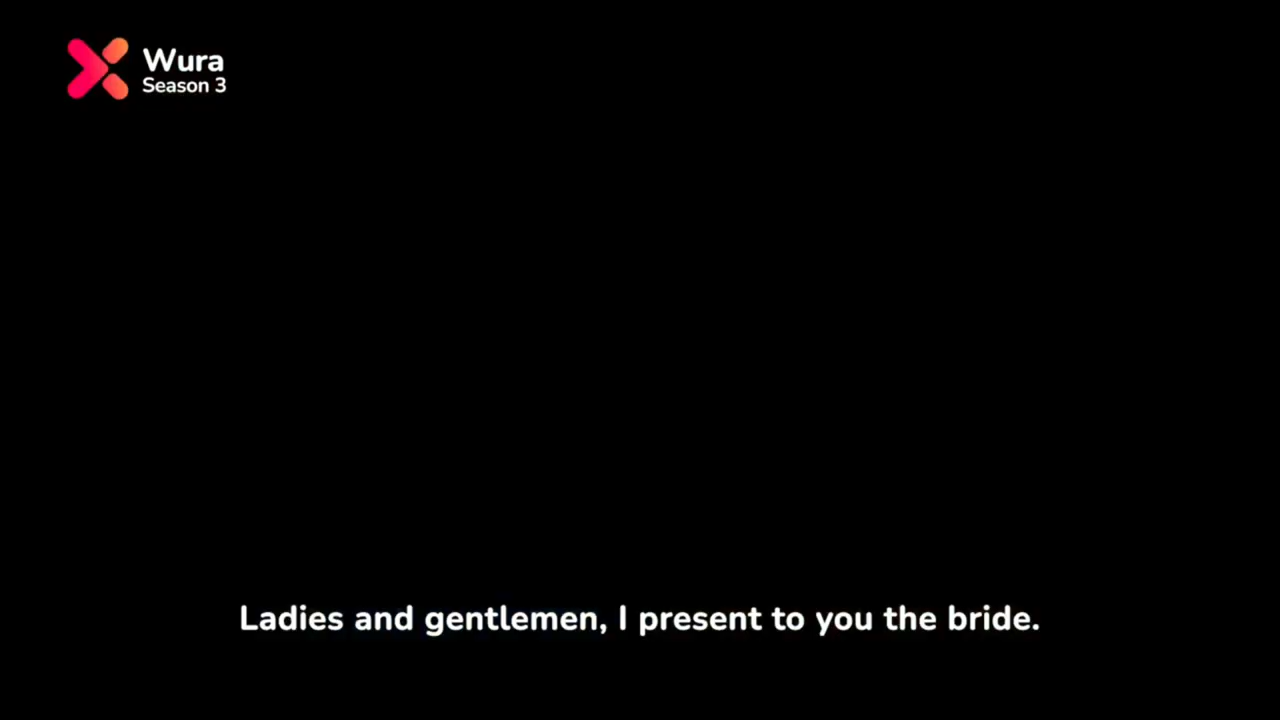 Wura
Season 3
Ladies and gentlemen, I present to you the bride.